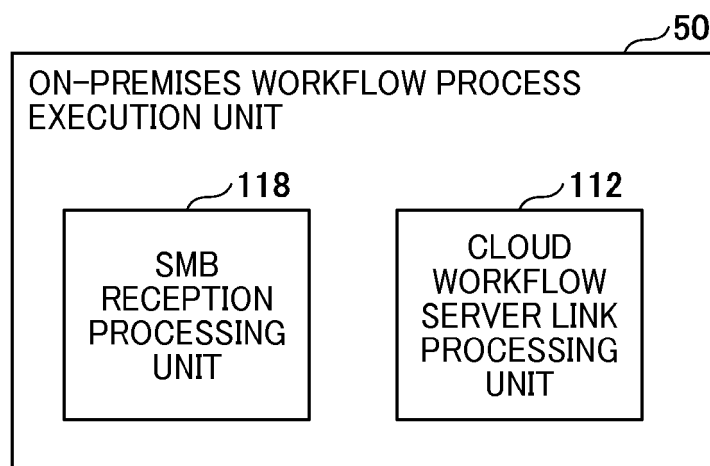 50
ON-PREMISES WORKFLOW PROCESS
EXECUTION UNIT
118
SMB
RECEPTION
PROCESSING
UNIT
112
CLOUD
WORKFLOW
SERVER LINK
PROCESSING
UNIT